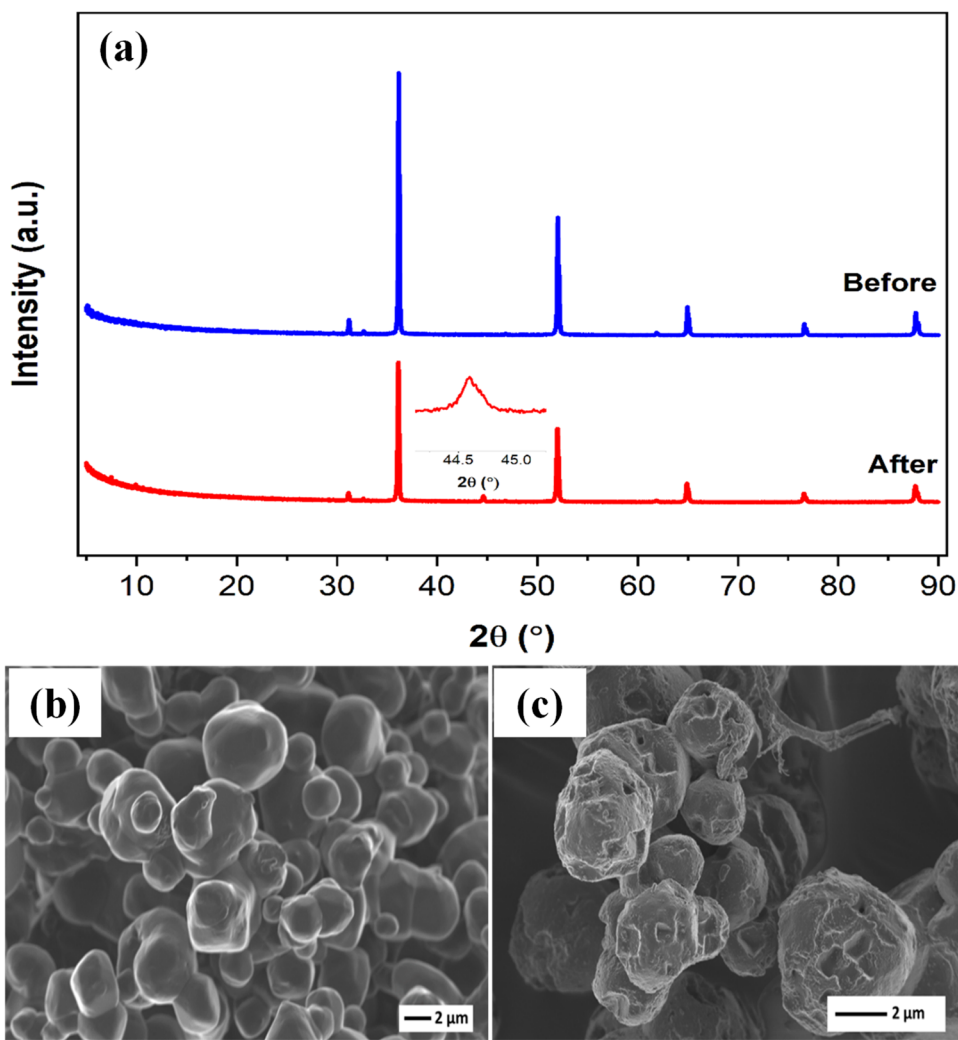 (a)
Intensity (a.u.)
Before
After
44.5 45.0
2θ (°)
10 20 30 40 50 60 70 80 90
2θ (°)
(b)
2 µm
(c)
2 µm